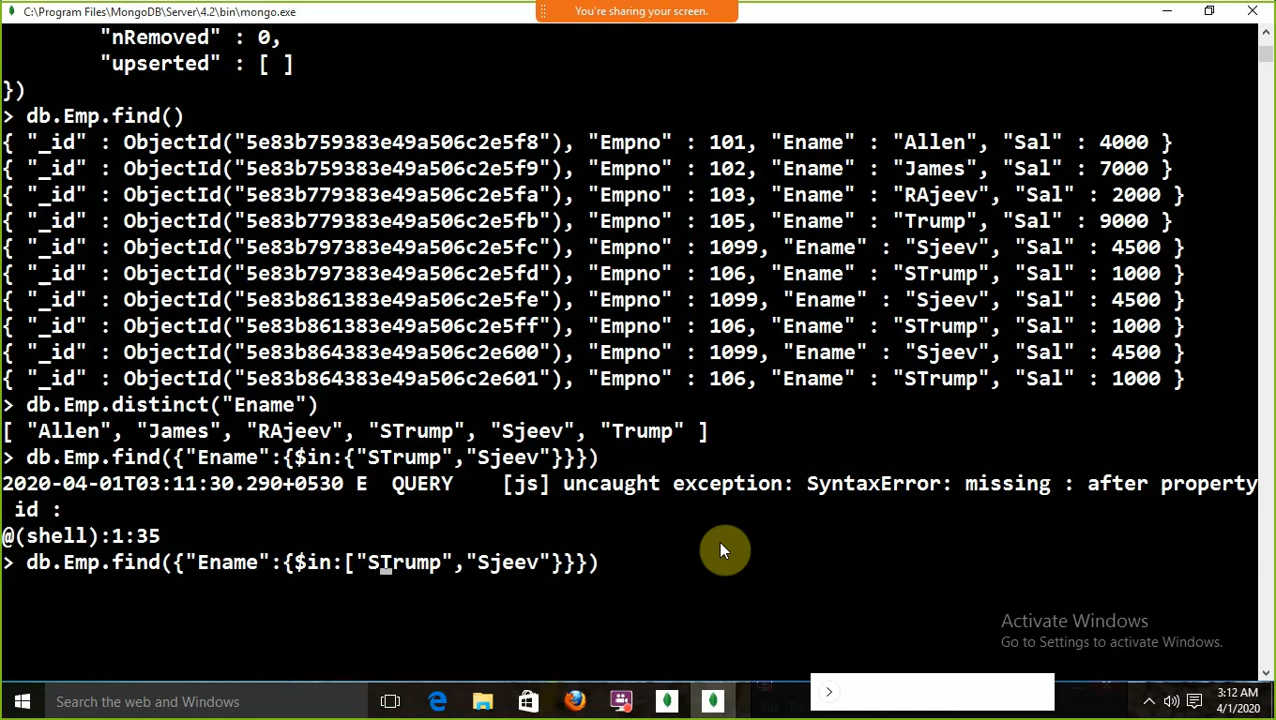 C:\Program Files\MongoDB\Server\4.2\bin\mongo.exe
You're sharing your screen.
"nRemoved" : 0,
"upserted" : [ ]
})
> db.Emp.find()
{ "_id" : ObjectId("5e83b759383e49a506c2e5f8"), "Empno" : 101, "Ename" : "Allen", "Sal" : 4000 }
{ "_id" : ObjectId("5e83b759383e49a506c2e5f9"), "Empno" : 102, "Ename" : "James", "Sal" : 7000 }
{ "_id" : ObjectId("5e83b779383e49a506c2e5fa"), "Empno" : 103, "Ename" : "RAjeev", "Sal" : 2000 }
{ "_id" : ObjectId("5e83b779383e49a506c2e5fb"), "Empno" : 105, "Ename" : "Trump", "Sal" : 9000 }
{ "_id" : ObjectId("5e83b797383e49a506c2e5fc"), "Empno" : 1099, "Ename" : "Sjeev", "Sal" : 4500 }
{ "_id" : ObjectId("5e83b797383e49a506c2e5fd"), "Empno" : 106, "Ename" : "STrump", "Sal" : 1000 }
{ "_id" : ObjectId("5e83b861383e49a506c2e5fe"), "Empno" : 1099, "Ename" : "Sjeev", "Sal" : 4500 }
{ "_id" : ObjectId("5e83b861383e49a506c2e5ff"), "Empno" : 106, "Ename" : "STrump", "Sal" : 1000 }
{ "_id" : ObjectId("5e83b864383e49a506c2e600"), "Empno" : 1099, "Ename" : "Sjeev", "Sal" : 4500 }
{ "_id" : ObjectId("5e83b864383e49a506c2e601"), "Empno" : 106, "Ename" : "STrump", "Sal" : 1000 }
> db.Emp.distinct("Ename")
[ "Allen", "James", "RAjeev", "STrump", "Sjeev", "Trump" ]
> db.Emp.find({"Ename":{$in:{"STrump","Sjeev"}}})
2020-04-01T03:11:30.290+0530 E  QUERY    [js] uncaught exception: SyntaxError: missing : after property
id :
@(shell):1:35
> db.Emp.find({"Ename":{$in:["STrump","Sjeev"}}})
Activate Windows
Go to Settings to activate Windows.
Search the web and Windows
3:12 AM
4/1/2020